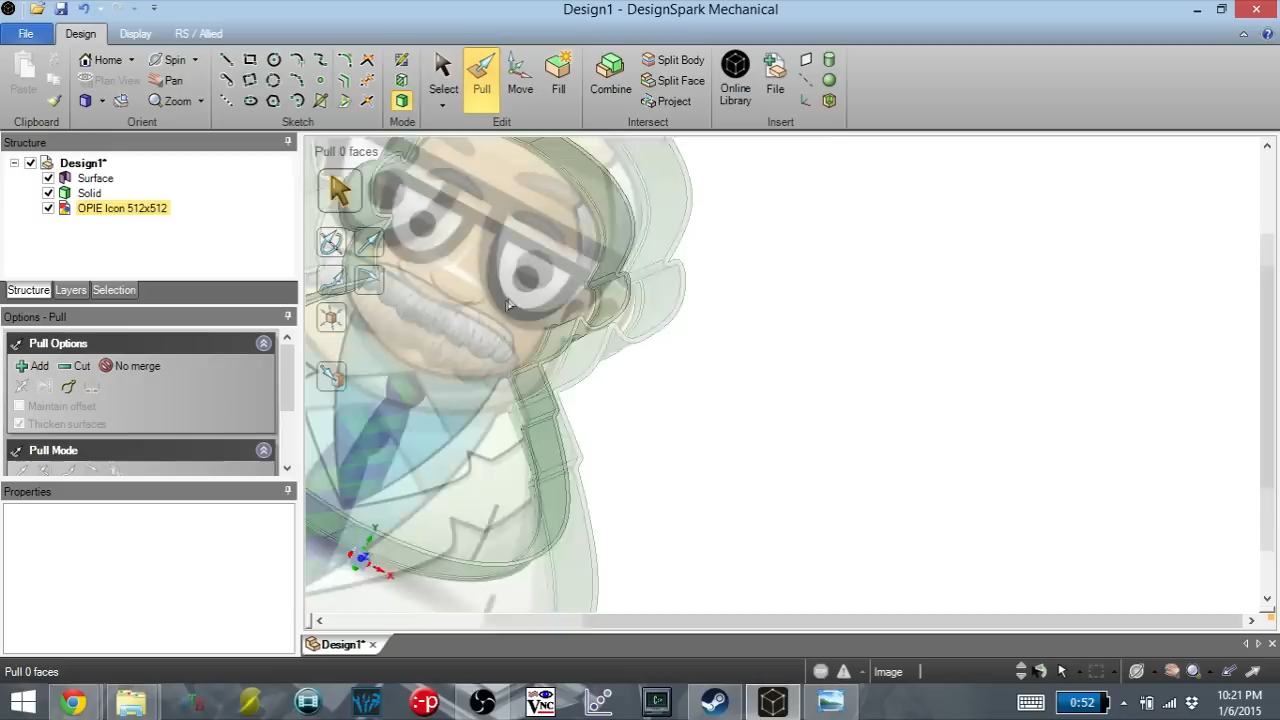 Design1 - DesignSpark Mechanical
File
Design
Display
RS / Allied
Paste
Home
Spin
Plan View
Pan
Zoom
Select
Pull
Move
Fill
Combine
Split Body
Split Face
Project
Online
Library
File
Clipboard
Orient
Sketch
Mode
Edit
Intersect
Insert
Structure
Design1*
Surface
Solid
OPIE Icon 512x512
Structure
Layers
Selection
Options - Pull
Pull Options
Add
Cut
No merge
Maintain offset
Thicken surfaces
Pull Mode
Properties
Pull 0 faces
Y
X
Z
Design1*
Pull 0 faces
Image
VNC
:-p
0:52
10:21 PM
1/6/2015